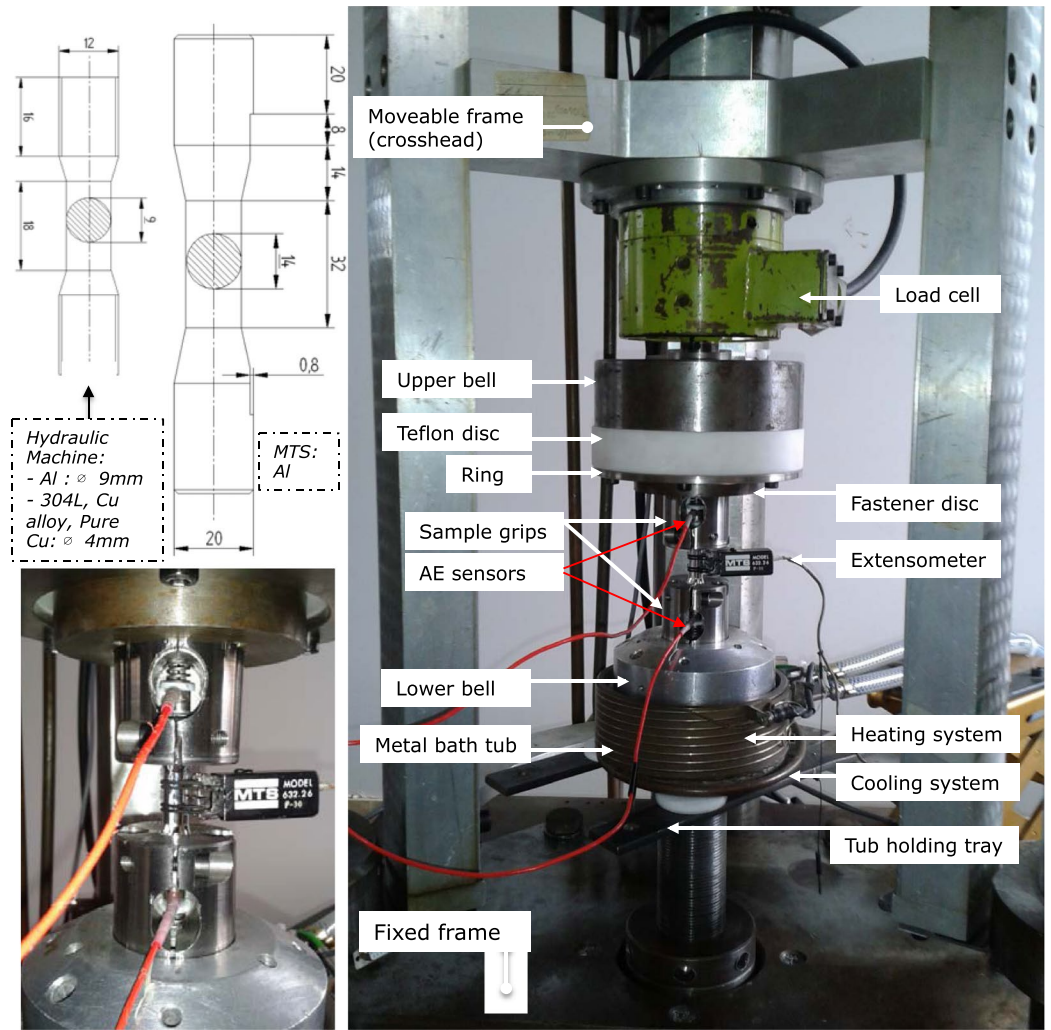 12
16
18
9
20
8
14
32
14
0,8
20
Hydraulic
Machine:
- Al : ⌀ 9mm
- 304L, Cu
alloy, Pure
Cu: ⌀ 4mm
MTS:
Al
MTS
MODEL
632.26
F-30
Moveable frame
(crosshead)
Load cell
Upper bell
Teflon disc
Ring
Fastener disc
Sample grips
AE sensors
MTS
MODEL
632.26
F-30
Extensometer
Lower bell
Metal bath tub
Heating system
Cooling system
Tub holding tray
Fixed frame